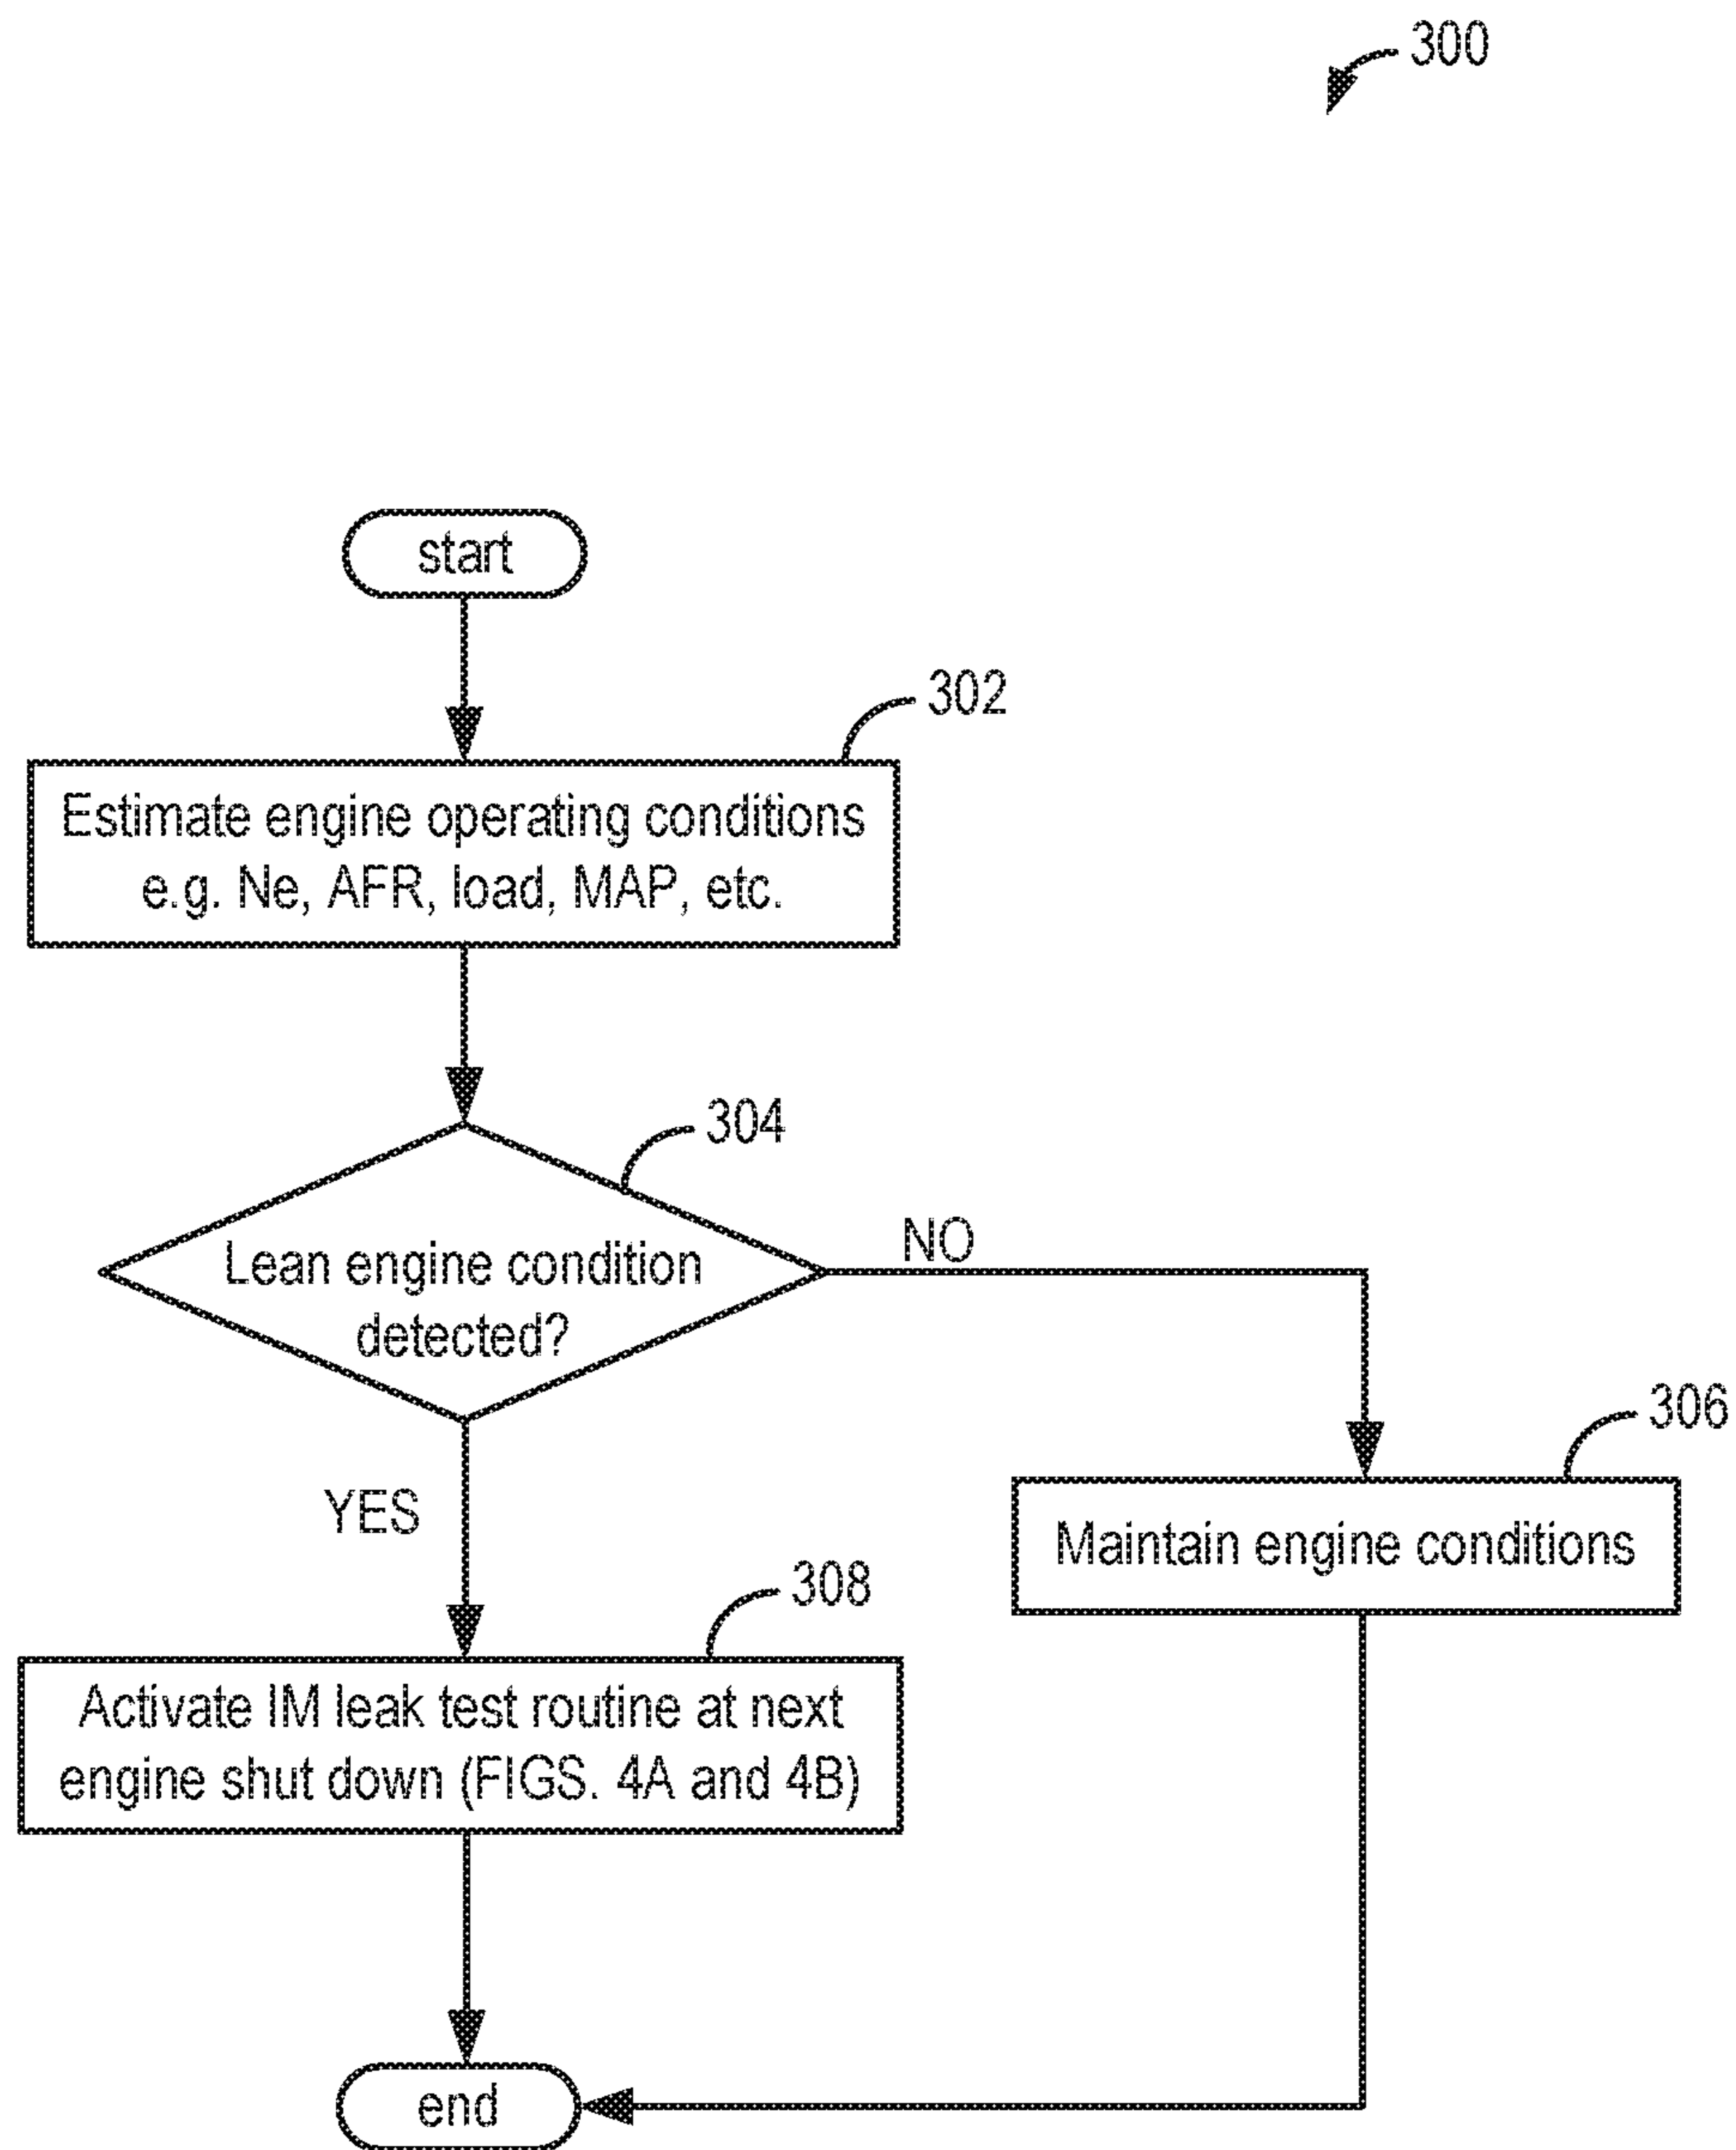 300
start
302
Estimate engine operating conditions
e.g. Ne, AFR, load, MAP, etc.
304
Lean engine condition
detected?
NO
YES
306
Maintain engine conditions
308
Activate IM leak test routine at next
engine shut down (FIGS. 4A and 4B)
end